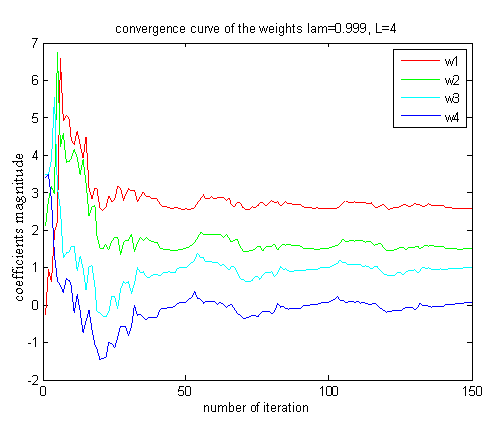 convergence curve of the weights lam=0.999, L=4
7
6
5
4
3
2
1
0
-1
-2
coefficients magnitude
w1
w2
w3
w4
0 50 100 150
number of iteration